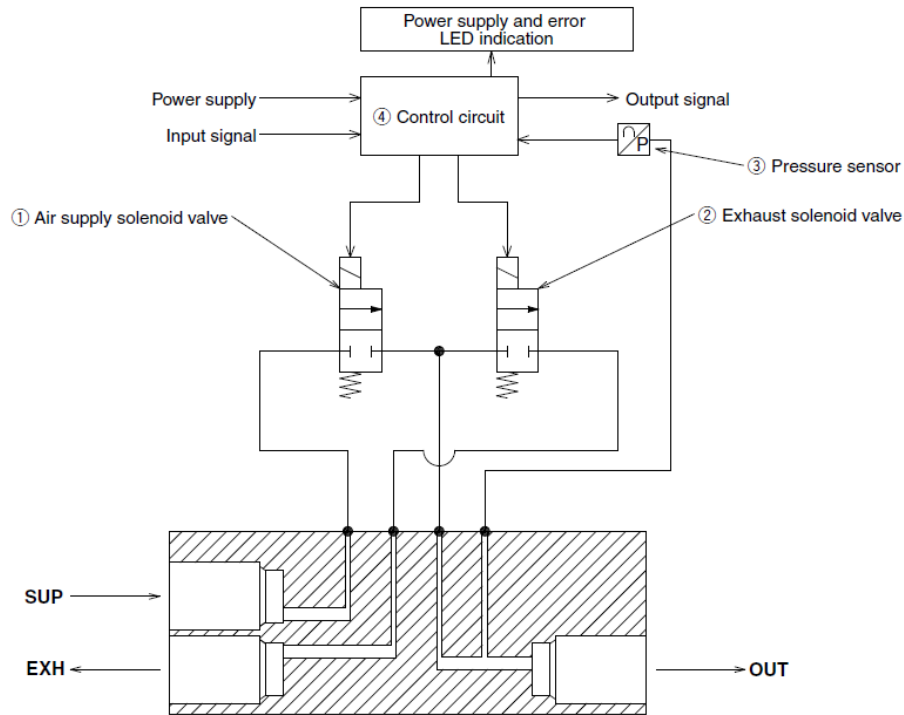 Power supply and error
LED indication
Power supply
④ Control circuit
Output signal
Input signal
P
③ Pressure sensor
① Air supply solenoid valve
② Exhaust solenoid valve
SUP
EXH
OUT